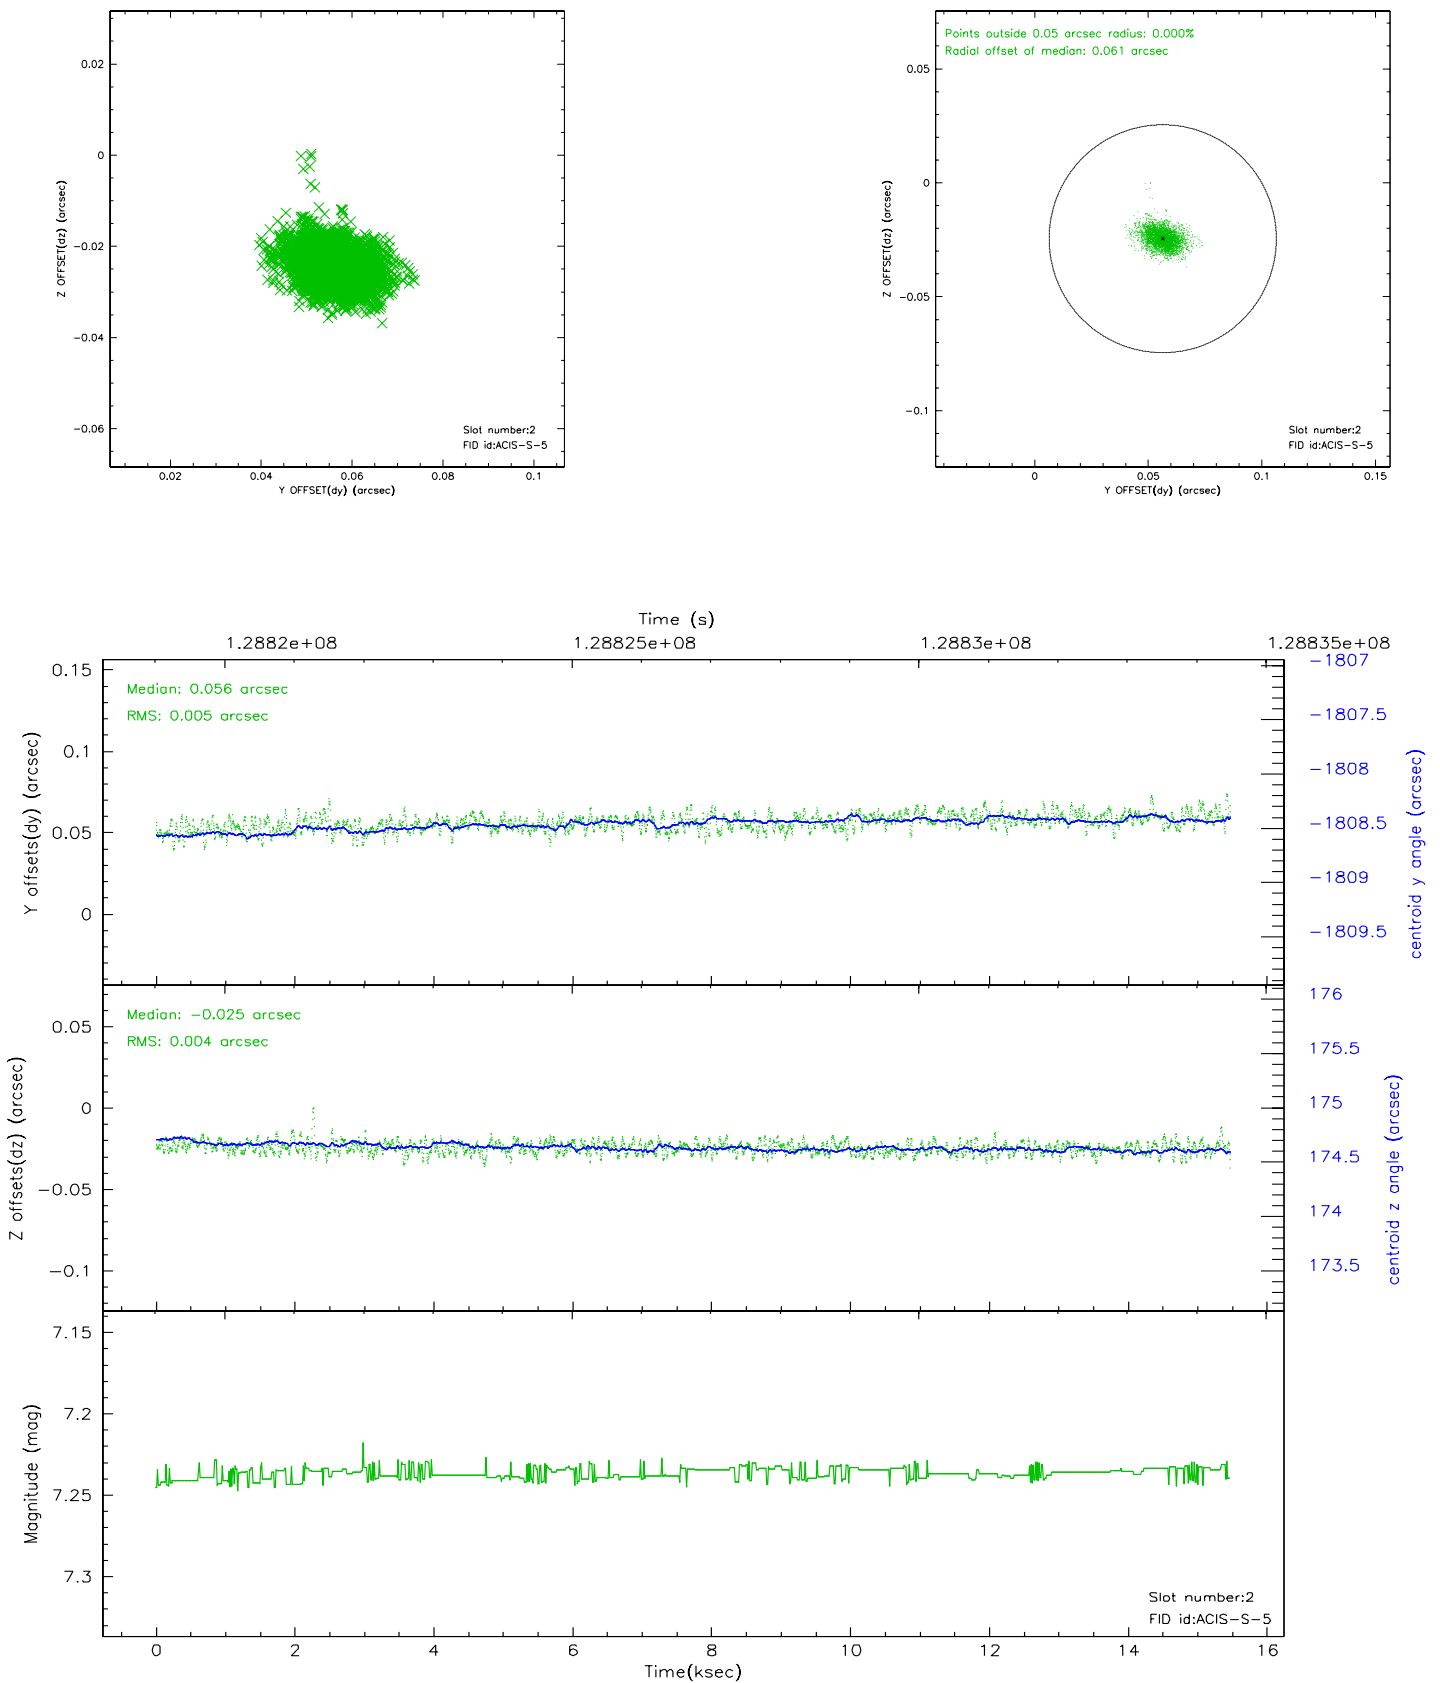 0.02
0
−0.02
−0.04
−0.06
Z OFFSET(dz) (arcsec)
Slot number:2
FID id:ACIS−S−5
0.02 0.04 0.06 0.08 0.1
Y OFFSET(dy) (arcsec)
Points outside 0.05 arcsec radius: 0.000%
Radial offset of median: 0.061 arcsec
0.05
0
−0.05
−0.1
Z OFFSET(dz) (arcsec)
Slot number:2
FID id:ACIS−S−5
0 0.05 0.1 0.15
Y OFFSET(dy) (arcsec)
Time (s)
1.2882e+08 1.28825e+08 1.2883e+08 1.28835e+08
Median: 0.056 arcsec
RMS: 0.005 arcsec
0.15
0.1
0.05
0
Y offsets(dy) (arcsec)
−1807
−1807.5
−1808
−1808.5
−1809
−1809.5
centroid y angle (arcsec)
Median: −0.025 arcsec
RMS: 0.004 arcsec
0.05
0
−0.05
−0.1
Z offsets(dz) (arcsec)
176
175.5
175
174.5
174
173.5
centroid z angle (arcsec)
7.15
7.2
7.25
7.3
Magnitude (mag)
Slot number:2
FID id:ACIS−S−5
0 2 4 6 8 10 12 14 16
Time(ksec)